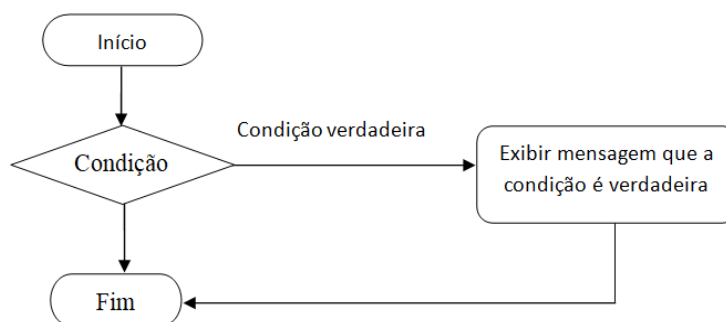 Início
Condição verdadeira
Condição
Exibir mensagem que a
condição é verdadeira
Fim